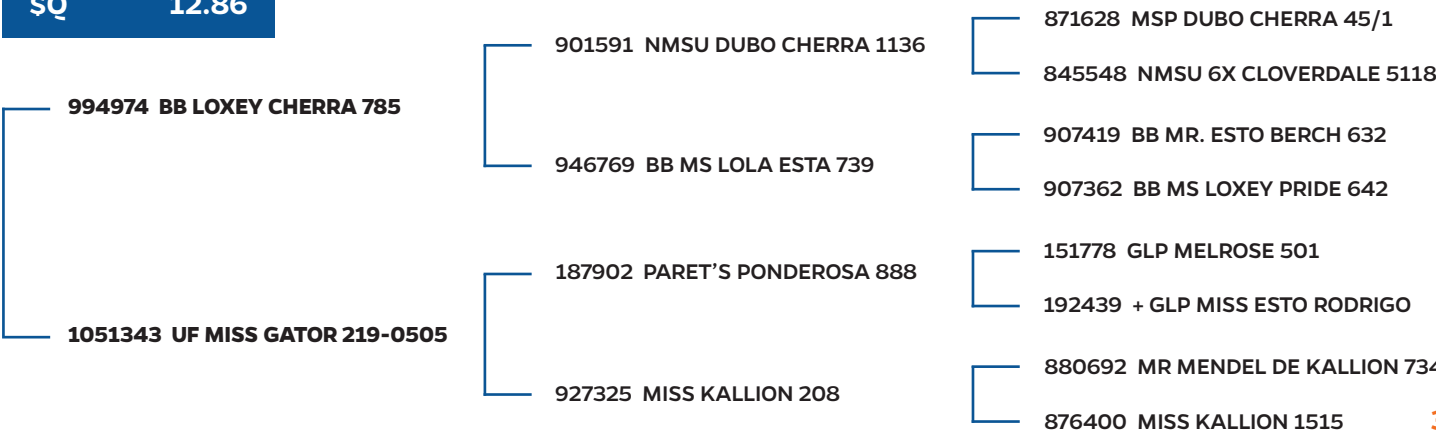 $Q 12.86
994974 BB LOXEY CHERRA 785
1051343 UF MISS GATOR 219-0505
901591 NMSU DUBO CHERRA 1136
946769 BB MS LOLA ESTA 739
187902 PARET'S PONDEROSA 888
927325 MISS KALLION 208
871628 MSP DUBO CHERRA 45/1
845548 NMSU 6X CLOVERDALE 5118
907419 BB MR. ESTO BERCH 632
907362 BB MS LOXEY PRIDE 642
151778 GLP MELROSE 501
192439 + GLP MISS ESTO RODRIGO
880692 MR MENDEL DE KALLION 734
876400 MISS KALLION 1515